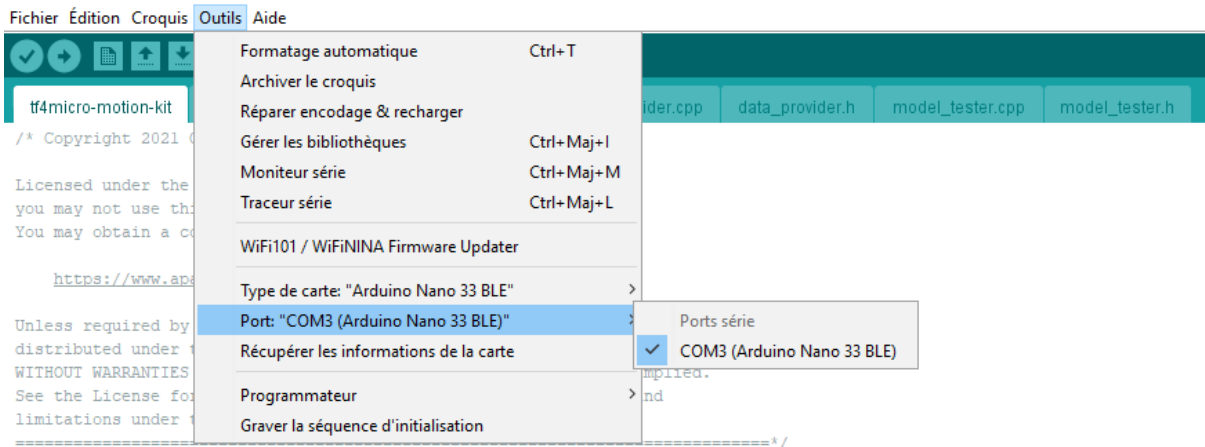 Fichier Édition Croquis Outils Aide
Formatage automatique Ctrl+T
Archiver le croquis
tf4micro-motion-kit ider.cpp data_provider.h model_tester.cpp model_tester.h
Réparer encodage & recharger
/* Copyright 2021
Gérer les bibliothèques Ctrl+Maj+I
Moniteur série Ctrl+Maj+M
Licensed under the
Traceur série Ctrl+Maj+L
you may not use
You may obtain a
WiFi101 / WiFiNINA Firmware Updater
https://www.apa
Type de carte: "Arduino Nano 33 BLE"
Port: "COM3 (Arduino Nano 33 BLE)"
Ports série
Unless required by
Récupérer les informations de la carte
COM3 (Arduino Nano 33 BLE)
distributed under
WITHOUT WARRANTIES mplied.
Programmateur
See the License nd
Graver la séquence d'initialisation
limitations under
=*/